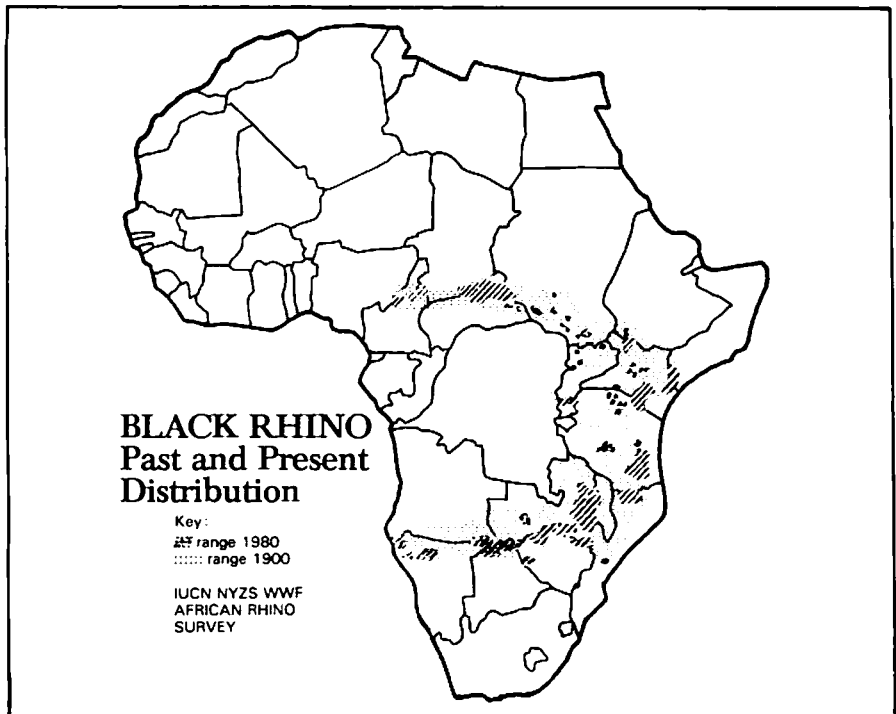 BLACK RHINO
Past and Present
Distribution
Key:
range 1980
range 1900
IUCN NYZS WWF
AFRICAN RHINO
SURVEY